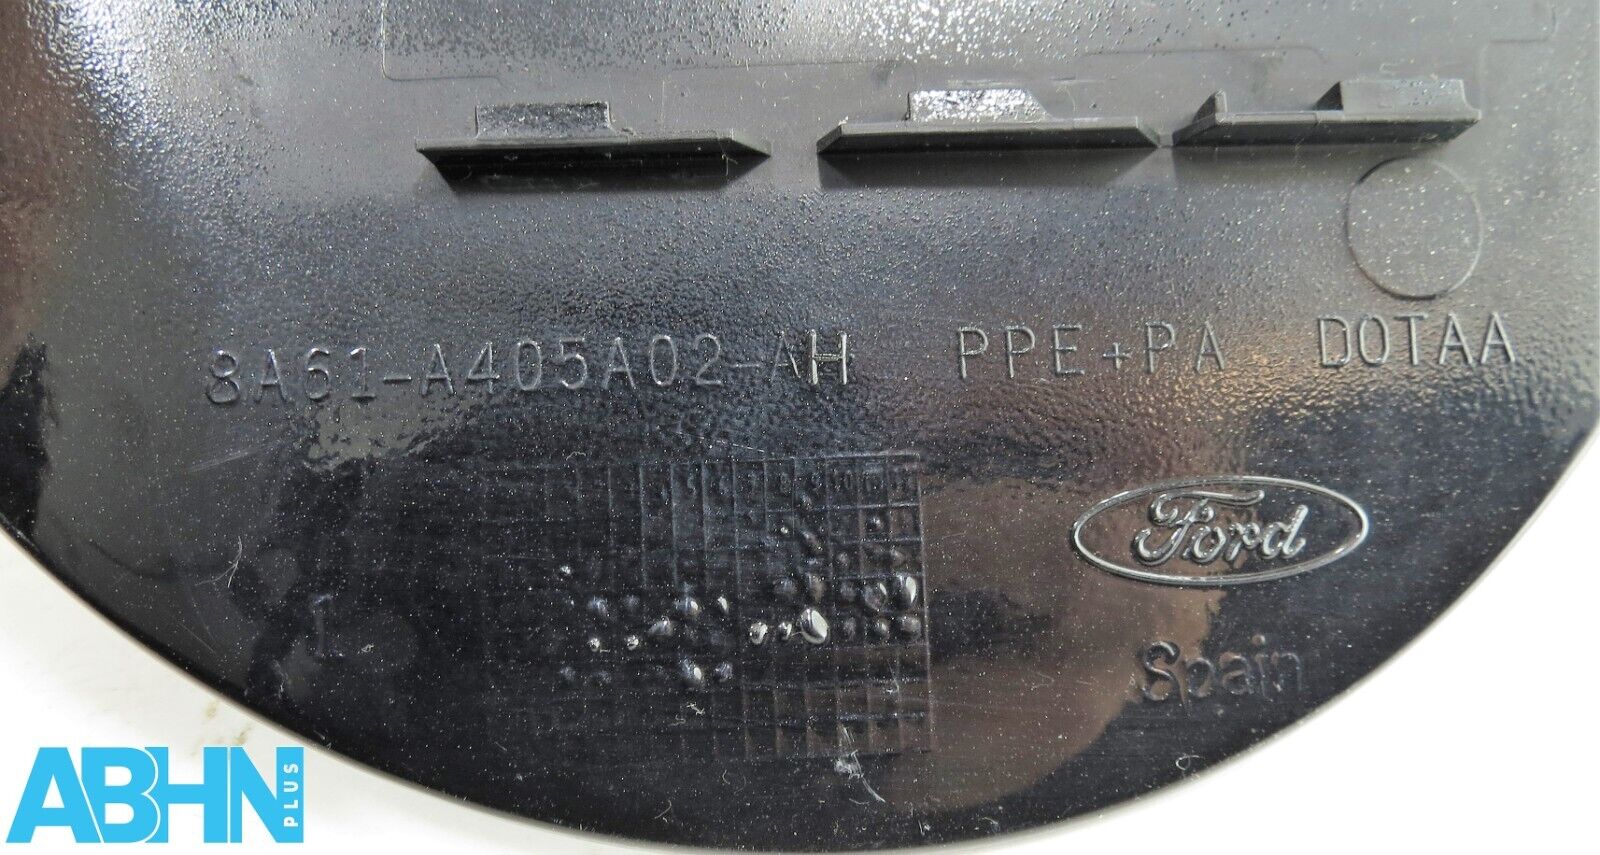 8A61-A405A02-AH PPE+PA DOTAA
Ford
Spain
ABHN PLUS